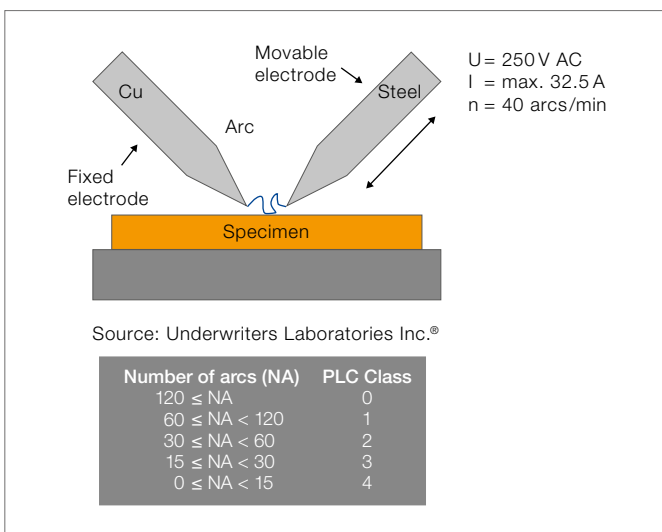 Movable
electrode
U = 250 V AC
I = max. 32.5 A
n = 40 arcs/min
Cu
Steel
Arc
Fixed
electrode
Specimen
Source: Underwriters Laboratories Inc.®
Number of arcs (NA) PLC Class
120 ≤ NA 0
60 ≤ NA < 120 1
30 ≤ NA < 60 2
15 ≤ NA < 30 3
0 ≤ NA < 15 4